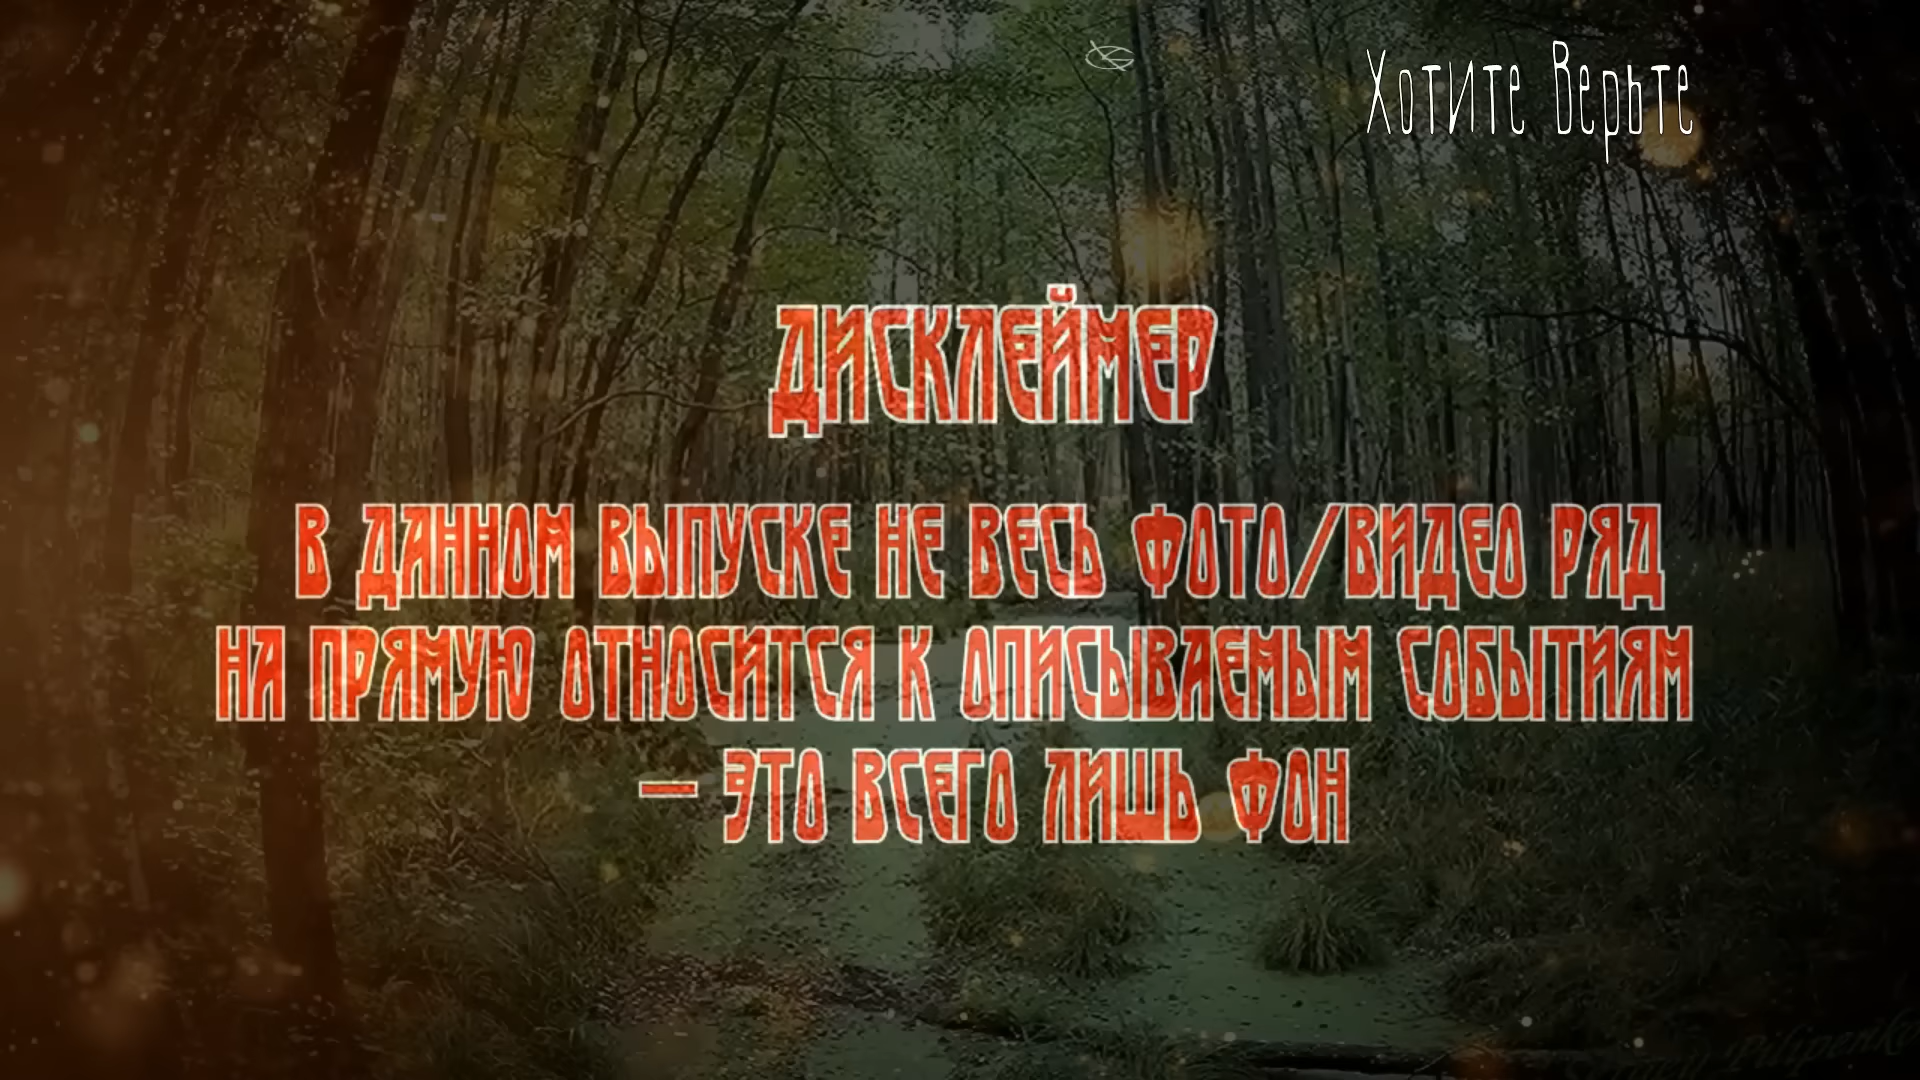 Хотите Верьте
ДИСКЛЕЙМЕР
В ДАННОМ ВЫПУСКЕ НЕ ВЕСЬ ФОТО/ВИДЕО РЯД
НА ПРЯМУЮ ОТНОСИТСЯ К ОПИСЫВАЕМЫМ СОБЫТИЯМ
— ЭТО ВСЕГО ЛИШЬ ФОН
Pilipenko